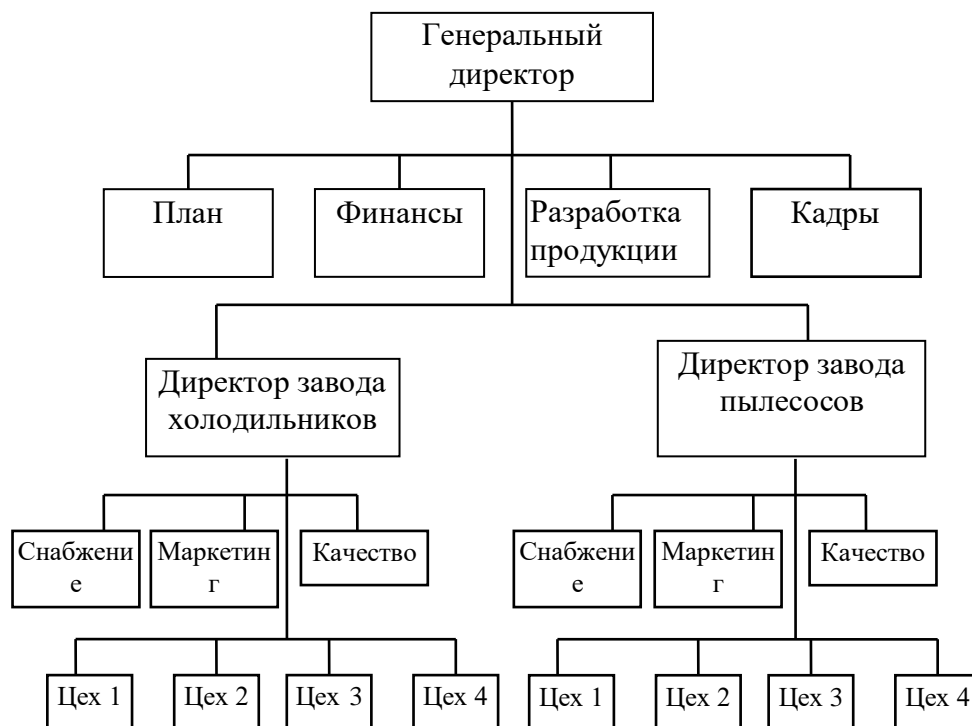 Генеральный
директор
План
Финансы
Разработка
продукции
Кадры
Директор завода
холодильников
Директор завода
пылесосов
Снабжени
е
Маркетин
г
Качество
Снабжени
е
Маркетин
г
Качество
Цех 1
Цех 2
Цех 3
Цех 4
Цех 1
Цех 2
Цех 3
Цех 4